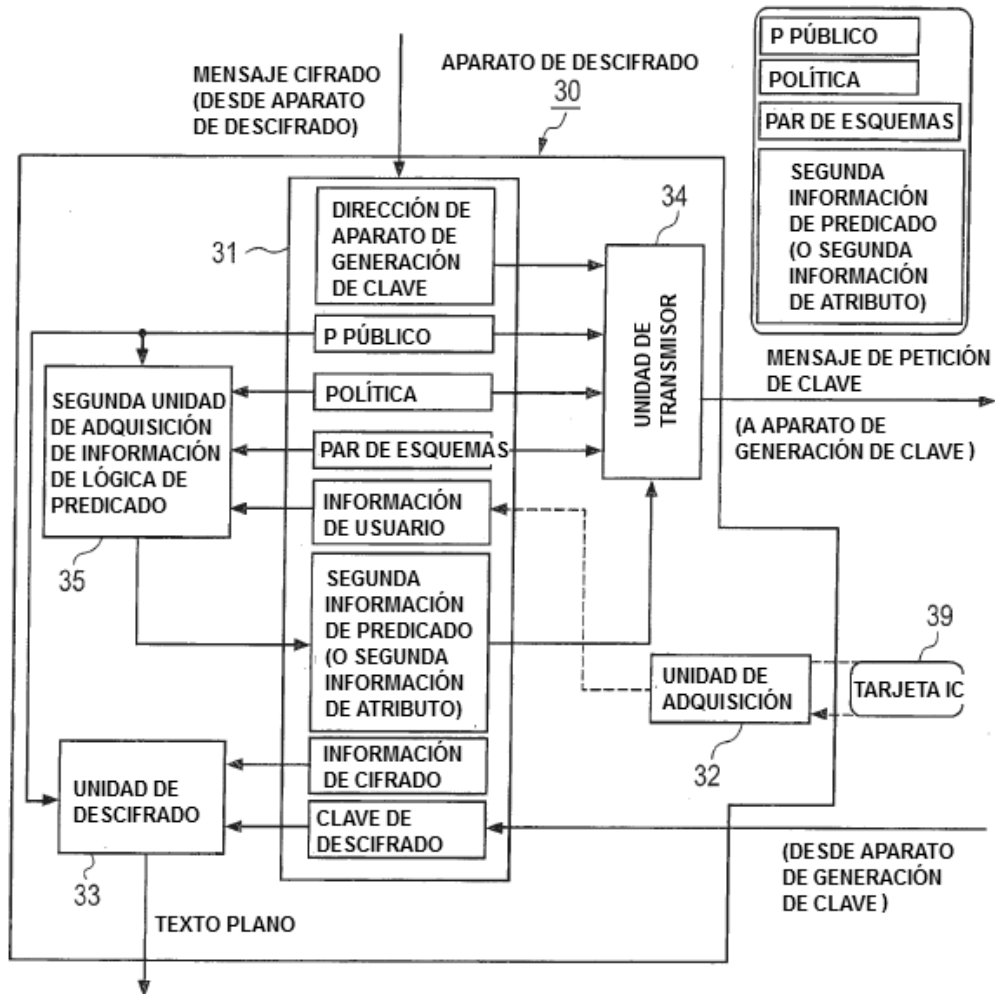 MENSAJE CIFRADO
(DESDE APARATO
DE DESCIFRADO)
APARATO DE DESCIFRADO
30
P PÚBLICO
POLÍTICA
PAR DE ESQUEMAS
SEGUNDA
INFORMACIÓN
DE PREDICADO
(O SEGUNDA
INFORMACIÓN
DE ATRIBUTO)
31
DIRECCIÓN DE
APARATO DE
GENERACIÓN
DE CLAVE
P PÚBLICO
POLÍTICA
PAR DE ESQUEMAS
INFORMACIÓN
DE USUARIO
SEGUNDA
INFORMACIÓN
DE PREDICADO
(O SEGUNDA
INFORMACIÓN
DE ATRIBUTO)
INFORMACIÓN
DE CIFRADO
CLAVE DE
DESCIFRADO
34
UNIDAD DE
TRANSMISOR
MENSAJE DE PETICIÓN
DE CLAVE
(A APARATO DE
GENERACIÓN DE CLAVE)
SEGUNDA UNIDAD
DE ADQUISICIÓN
DE INFORMACIÓN
DE LÓGICA DE
PREDICADO
35
UNIDAD DE
ADQUISICIÓN
32
39
TARJETA IC
UNIDAD DE
DESCIFRADO
33
TEXTO PLANO
(DESDE APARATO
DE GENERACIÓN
DE CLAVE)